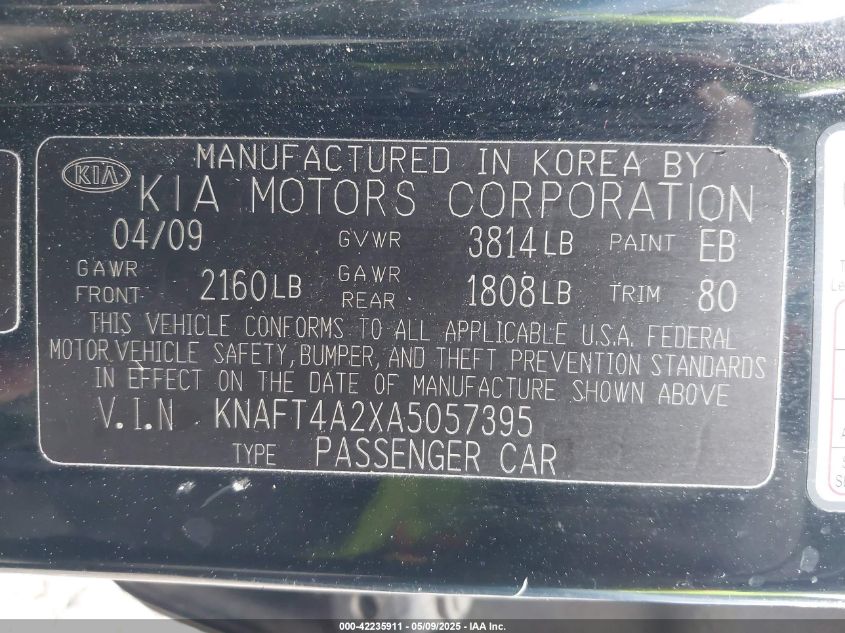 MANUFACTURED IN KOREA BY
KIA
KIA MOTORS CORPORATION
04/09 GVWR 3814LB PAINT EB
GAWR FRONT 2160LB GAWR REAR 1808LB TRIM 80
THIS VEHICLE CONFORMS TO ALL APPLICABLE U.S.A. FEDERAL
MOTOR VEHICLE SAFETY, BUMPER, AND THEFT PREVENTION STANDARDS
IN EFFECT ON THE DATE OF MANUFACTURE SHOWN ABOVE
V.I.N KNAFT4A2XA5057395
TYPE PASSENGER CAR
000-42235911 - 05/09/2025 - IAA, Inc.